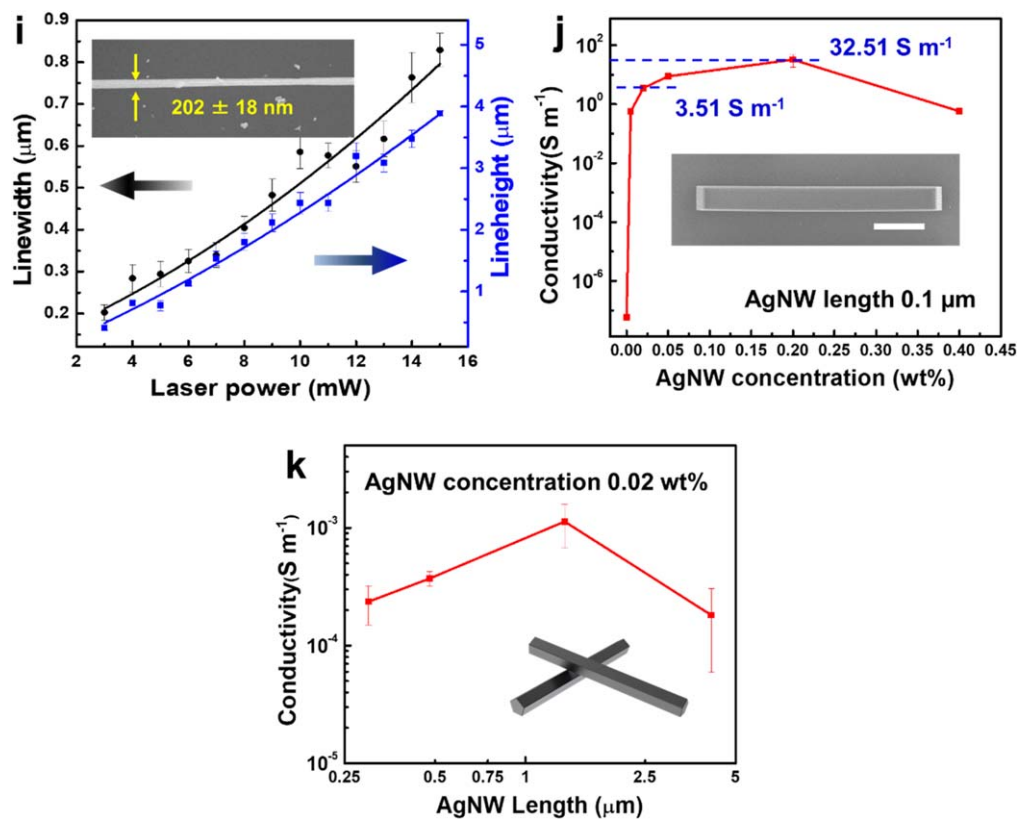 i
0.9
0.8
0.7
0.6
0.5
0.4
0.3
0.2
Linewidth (μm)
202 ± 18 nm
5
4
3
2
1
Lineheight (μm)
2 4 6 8 10 12 14 16
Laser power (mW)
j
10²
10⁰
10⁻²
10⁻⁴
10⁻⁶
Conductivity(S m⁻¹)
32.51 S m⁻¹
3.51 S m⁻¹
AgNW length 0.1 μm
0.00 0.05 0.10 0.15 0.20 0.25 0.30 0.35 0.40 0.45
AgNW concentration (wt%)
k
AgNW concentration 0.02 wt%
10⁻³
10⁻⁴
10⁻⁵
Conductivity(S m⁻¹)
0.25 0.5 0.75 1 2.5 5
AgNW Length (μm)